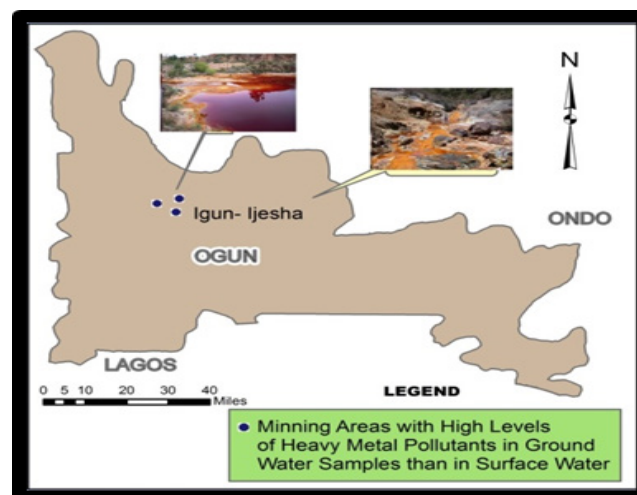 N
Igun- Ijesha
ONDO
OGUN
LAGOS
0 5 10 20 30 40
Miles
LEGEND
Minning Areas with High Levels
of Heavy Metal Pollutants in Ground
Water Samples than in Surface Water